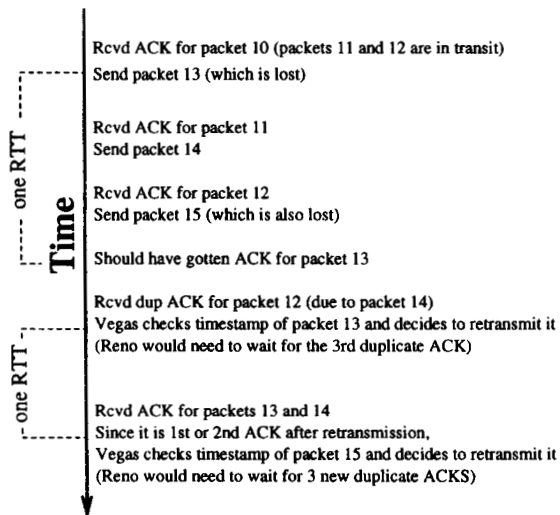 Rcvd ACK for packet 10 (packets 11 and 12 are in transit)
Send packet 13 (which is lost)
Rcvd ACK for packet 11
Send packet 14
one RTT
Rcvd ACK for packet 12
Send packet 15 (which is also lost)
Time
Should have gotten ACK for packet 13
Rcvd dup ACK for packet 12 (due to packet 14)
Vegas checks timestamp of packet 13 and decides to retransmit it
(Reno would need to wait for the 3rd duplicate ACK)
one RTT
Rcvd ACK for packets 13 and 14
Since it is 1st or 2nd ACK after retransmission,
Vegas checks timestamp of packet 15 and decides to retransmit it
(Reno would need to wait for 3 new duplicate ACKS)